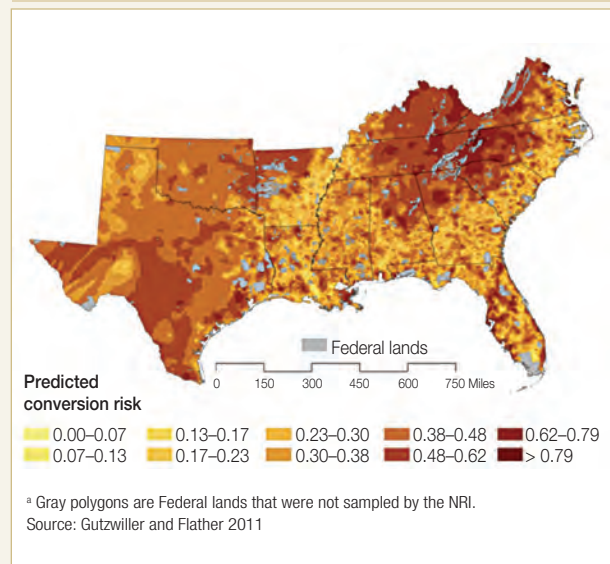 Federal lands
0 150 300 450 600 750 Miles
Predicted
conversion risk
0.00–0.07 0.13–0.17 0.23–0.30 0.38–0.48 0.62–0.79
0.07–0.13 0.17–0.23 0.30–0.38 0.48–0.62 > 0.79
a Gray polygons are Federal lands that were not sampled by the NRI.
Source: Gutzwiller and Flather 2011